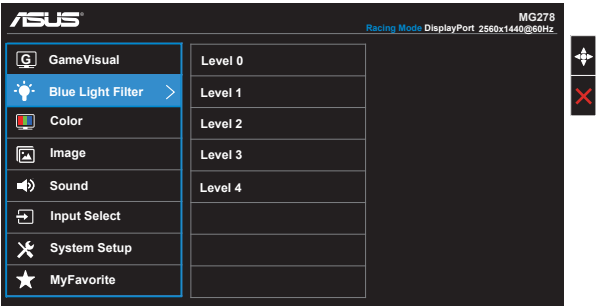 ASUS
MG278
Racing Mode DisplayPort 2560x1440@60Hz
G GameVisual
Blue Light Filter
Color
Image
Sound
Input Select
System Setup
MyFavorite
Level 0
Level 1
Level 2
Level 3
Level 4